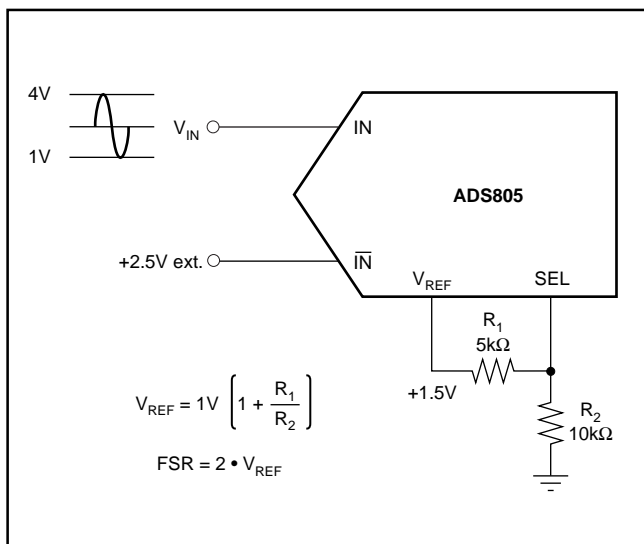 4V
V_IN
1V
IN
ADS805
+2.5V ext.
I̅N̅
V_REF
SEL
R_1
5kΩ
+1.5V
R_2
10kΩ
V_REF = 1V (1 + R_1/R_2)
FSR = 2 • V_REF